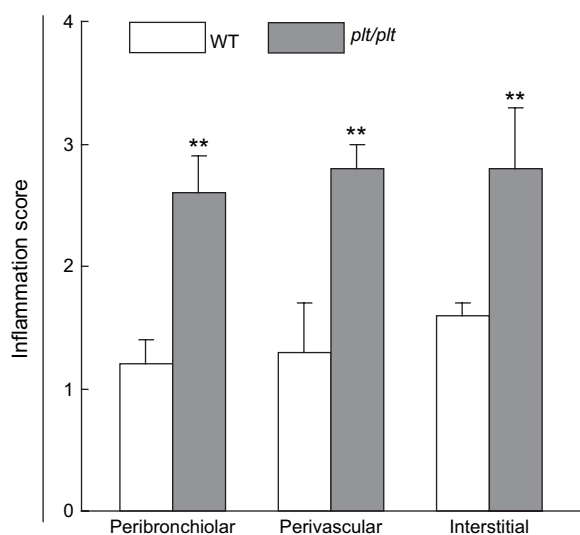 4
WT
plt/plt
**
**
**
3
2
1
0
Inflammation score
Peribronchiolar
Perivascular
Interstitial